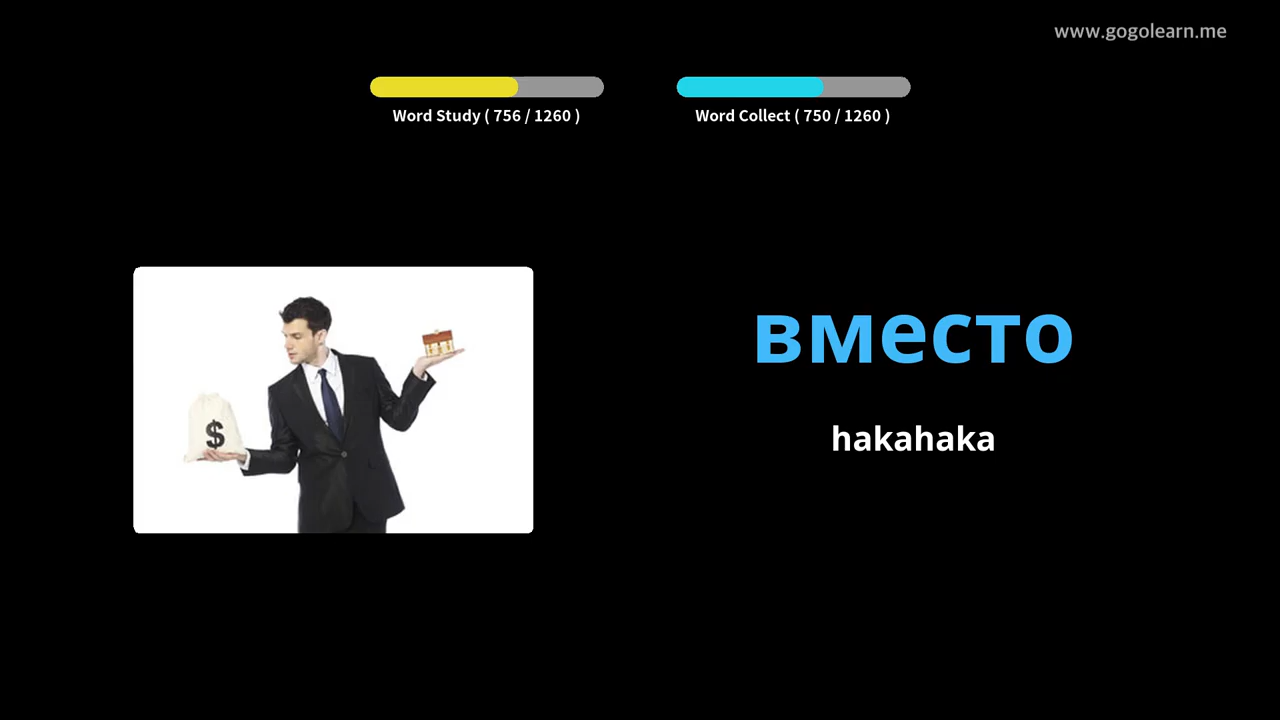 www.gogolearn.me
Word Study ( 756 / 1260 )
Word Collect ( 750 / 1260 )
вместо
hakahaka
$